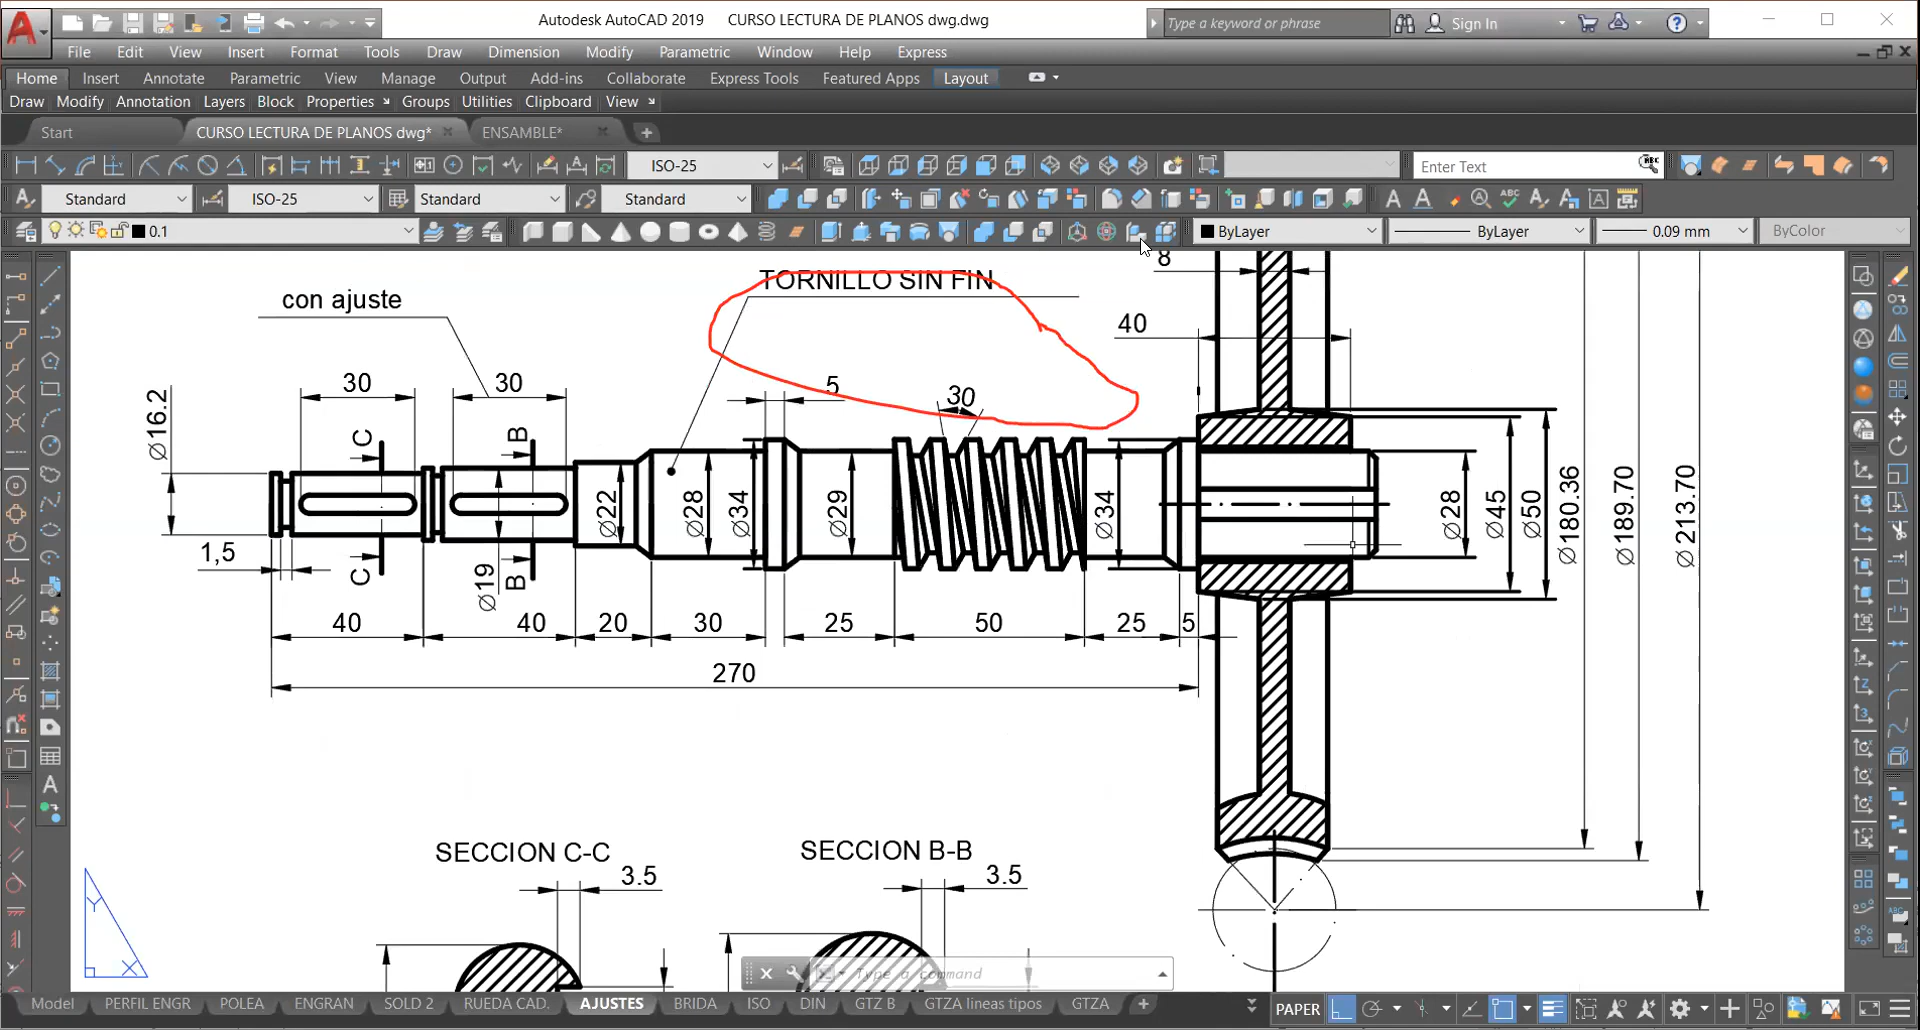 Autodesk AutoCAD 2019 CURSO LECTURA DE PLANOS dwg.dwg
Type a keyword or phrase
Sign In
File Edit View Insert Format Tools Draw Dimension Modify Parametric Window Help Express
Home Insert Annotate Parametric View Manage Output Add-ins Collaborate Express Tools Featured Apps Layout
Draw Modify Annotation Layers Block Properties Groups Utilities Clipboard View
Start CURSO LECTURA DE PLANOS dwg* ENSAMBLE*
ISO-25 Enter Text ABC
Standard ISO-25 Standard Standard
0.1 ByLayer ByLayer 0.09 mm ByColor
TORNILLO SIN FIN 8
con ajuste
40
30 30 5 30
Ø16.2
C B
Ø22 Ø28 Ø34 Ø29 Ø34 Ø28 Ø45 Ø50 Ø180.36 Ø189.70 Ø213.70
1,5 C Ø19 B
40 40 20 30 25 50 25 5
270
SECCION C-C SECCION B-B
3.5 3.5
Y
X
Type a command
Model PERFIL ENGR POLEA ENGRAN SOLD 2 RUEDA CAD. AJUSTES BRIDA ISO DIN GTZ B GTZA lineas tipos GTZA PAPER